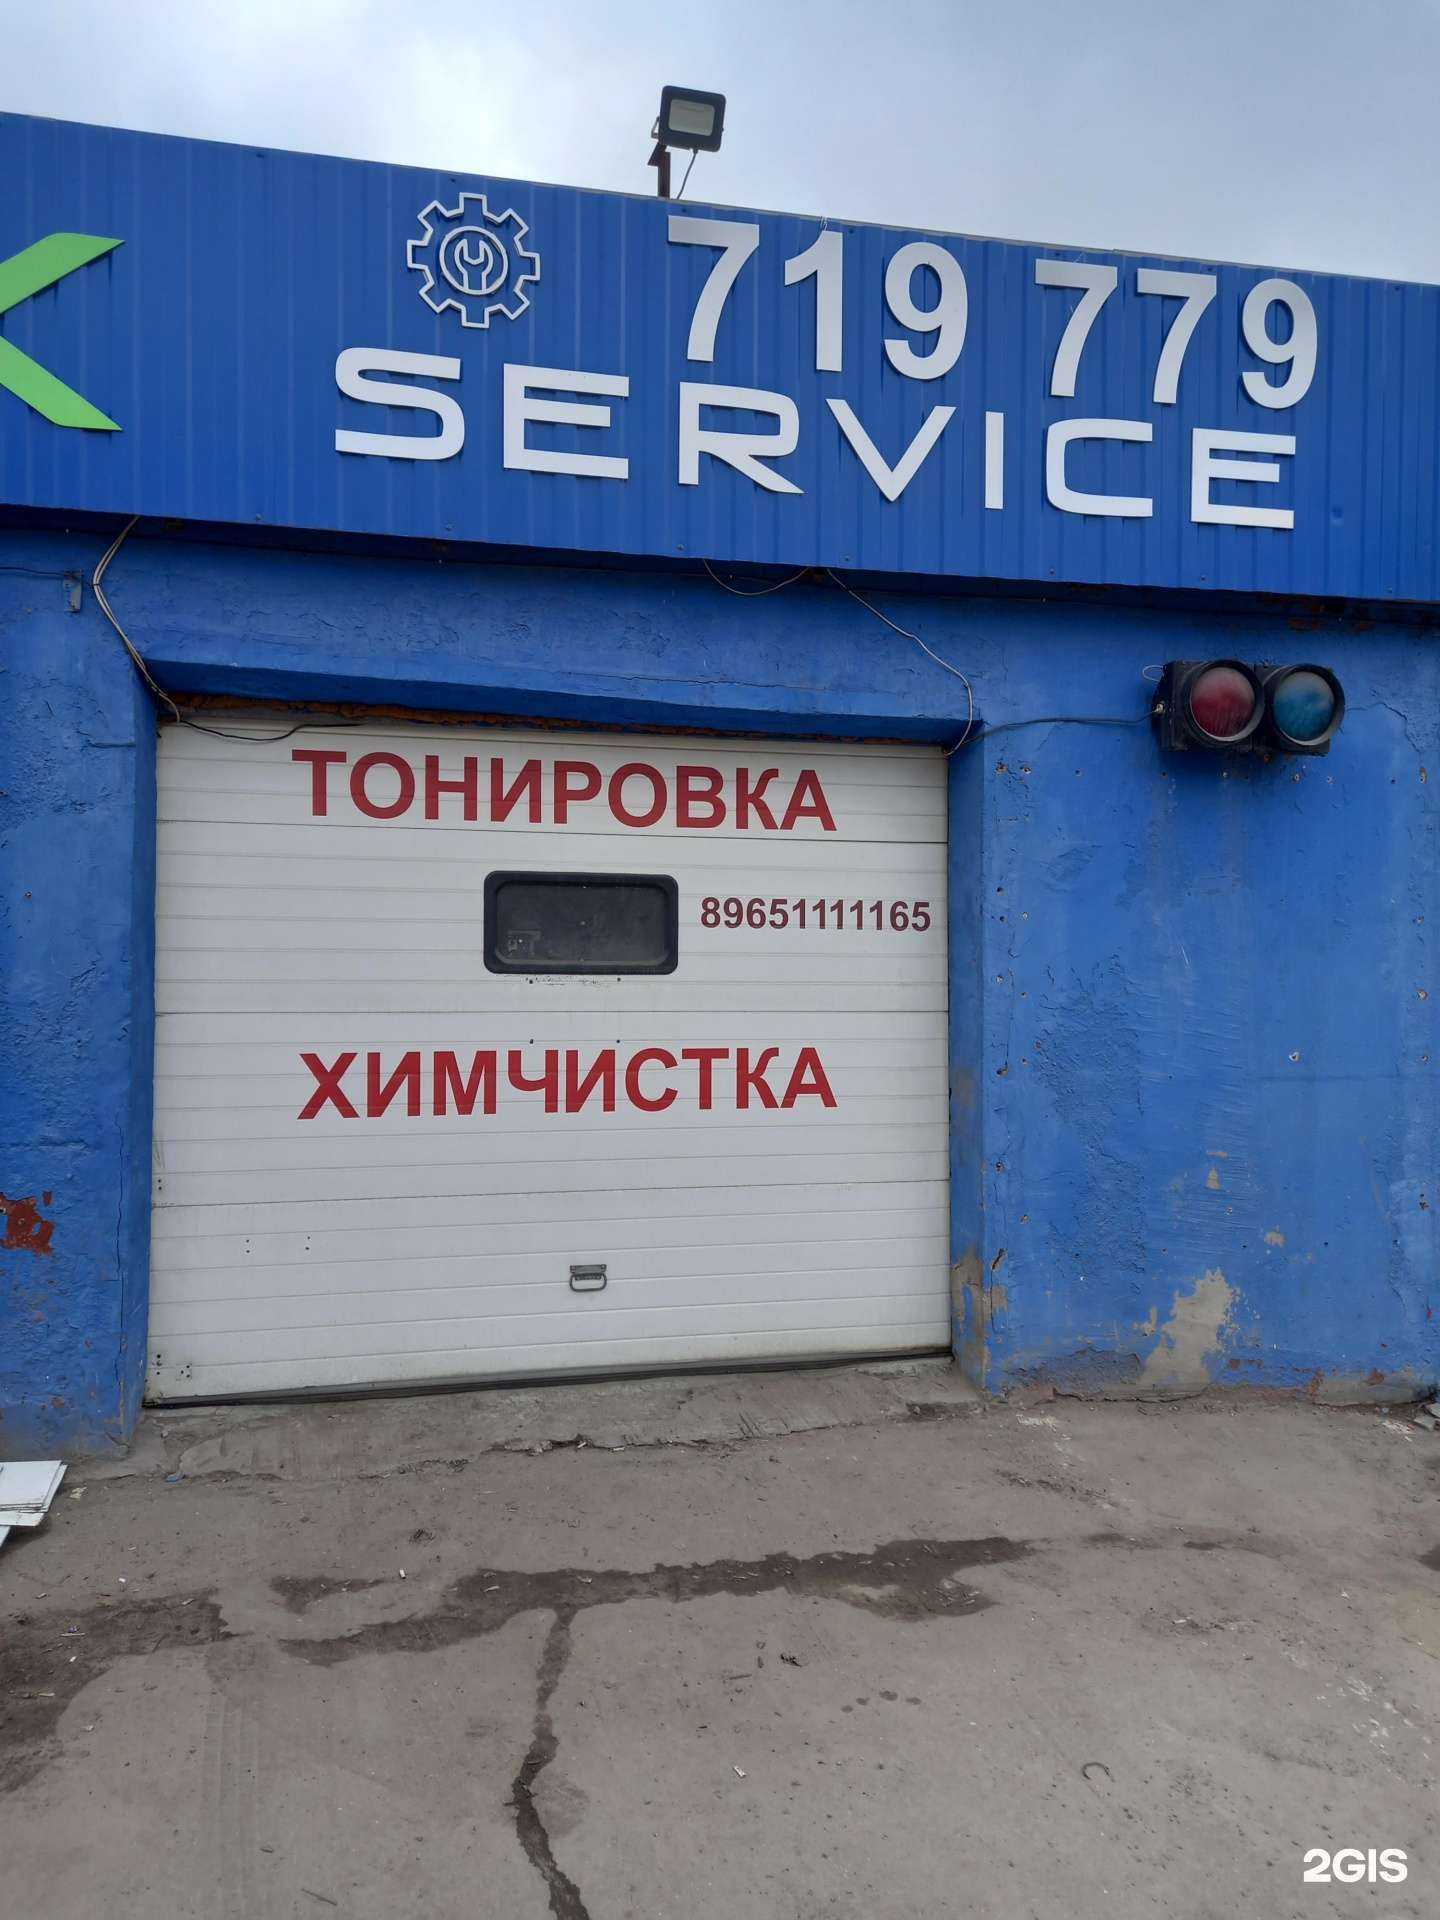 719 779
SERVICE
ТОНИРОВКА
89651111165
ХИМЧИСТКА
2GIS